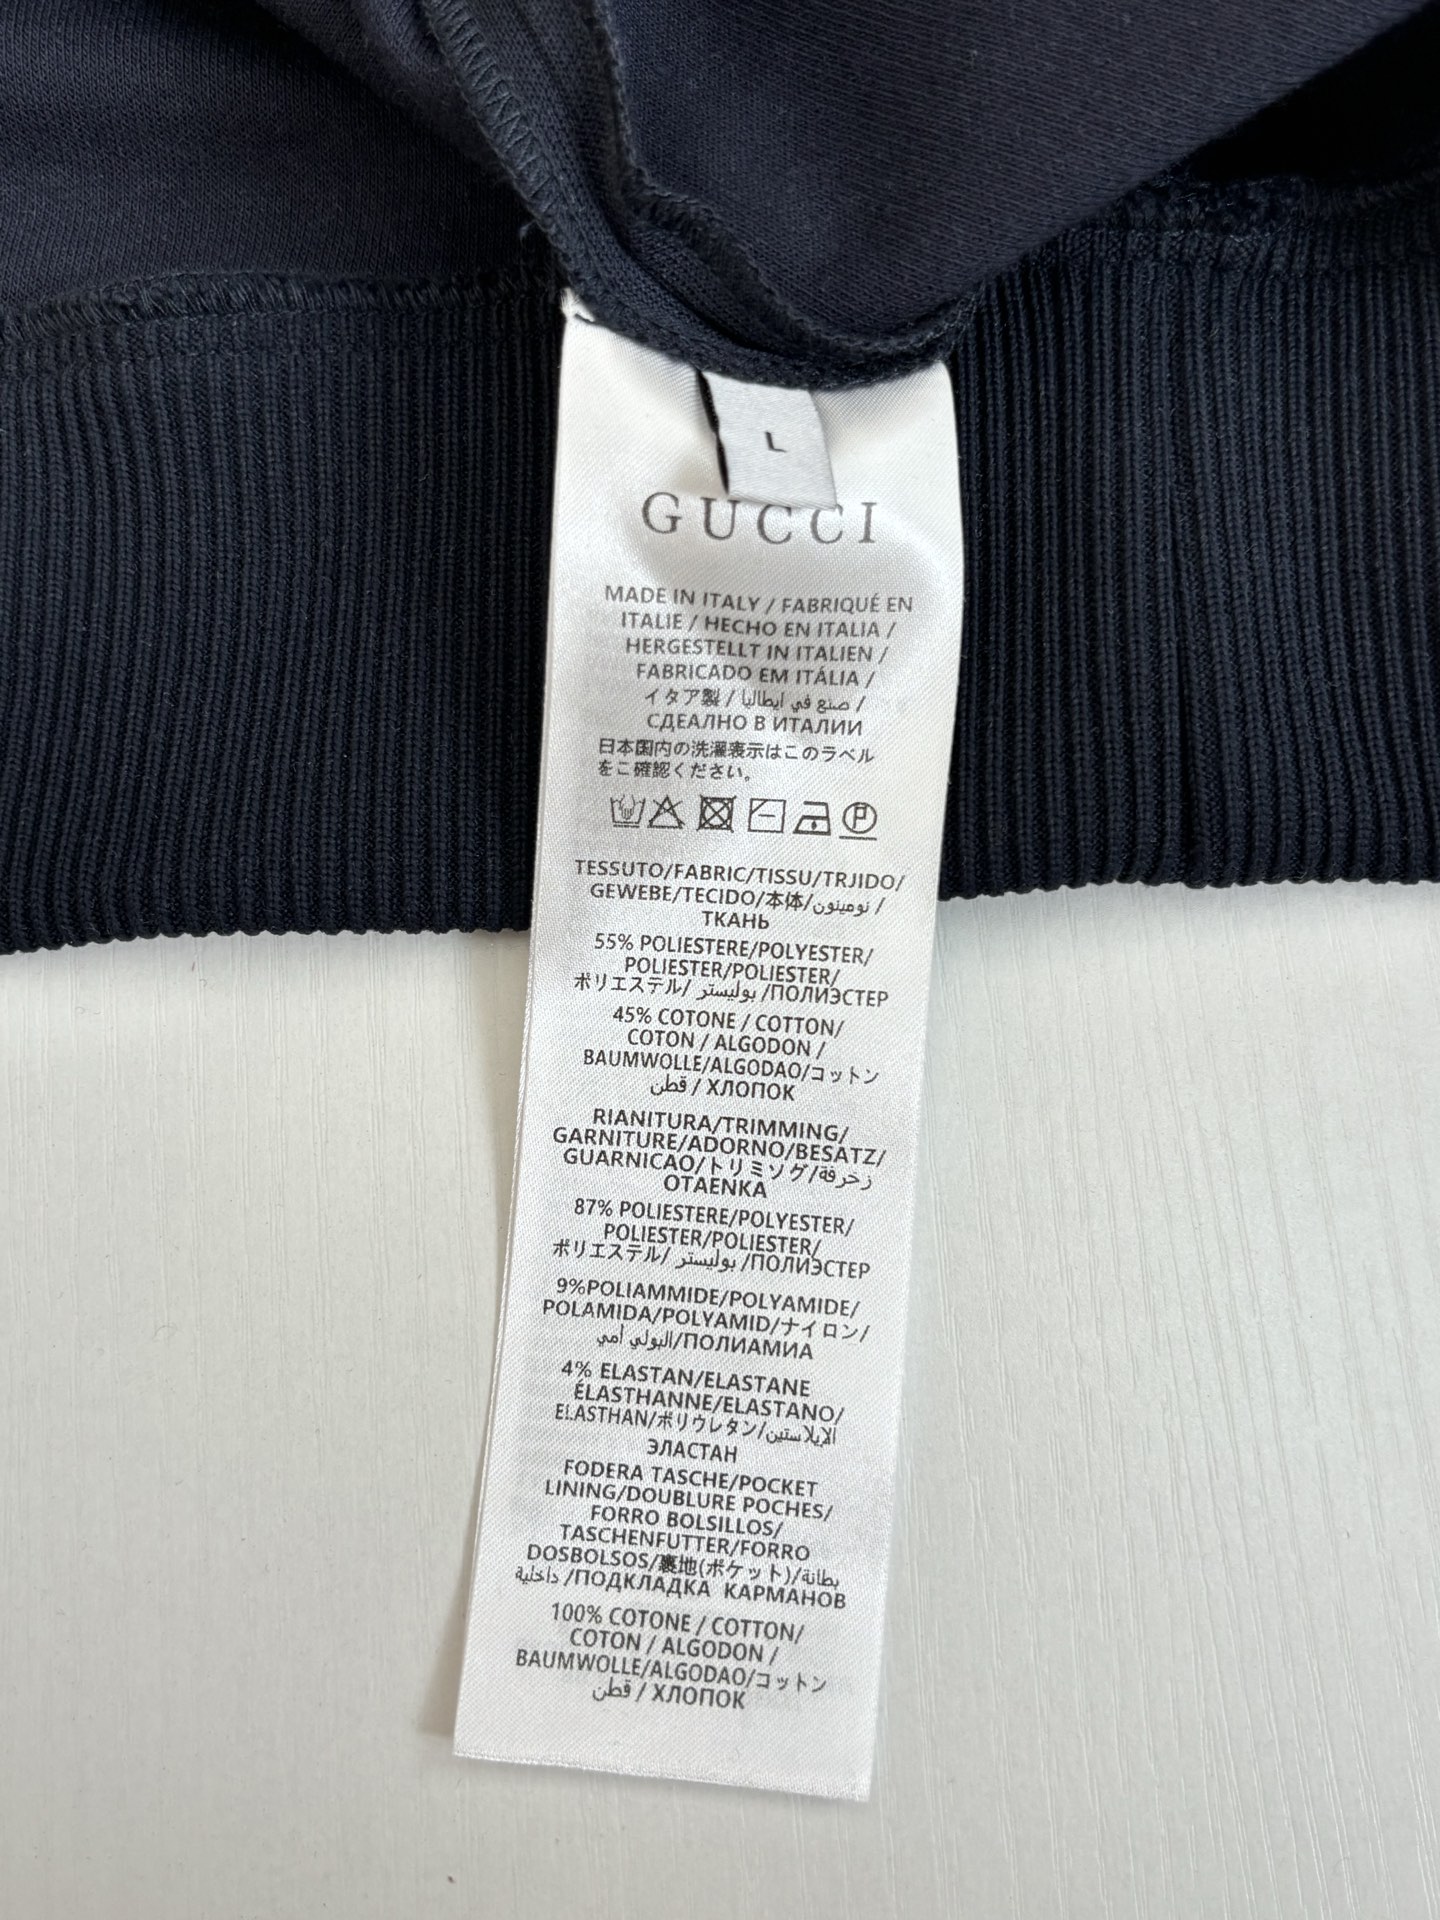 L
GUCCI
MADE IN ITALY / FABRIQUÉ EN
ITALIE / HECHO EN ITALIA /
HERGESTELLT IN ITALIEN /
FABRICADO EM ITÁLIA /
イタア製 / صنع في ايطاليا /
СДЕАЛНО В ИТАЛИИ
日本国内の洗濯表示はこのラベル
をこ確認ください。
P
TESSUTO/FABRIC/TISSU/TRJIDO/
GEWEBE/TECIDO/本体/نومينون /
ТКАНЬ
55% POLIESTERE/POLYESTER/
POLIESTER/POLIESTER/
ポリエステル/ بوليستر /ПОЛИЭСТЕР
45% COTONE / COTTON/
COTON / ALGODON /
BAUMWOLLE/ALGODAO/コットン
قطن / ХЛОПОК
RIANITURA/TRIMMING/
GARNITURE/ADORNO/BESATZ/
GUARNICAO/トリミソグ/زخرفة/
OTAENKA
87% POLIESTERE/POLYESTER/
POLIESTER/POLIESTER/
ポリエステル/ بوليستر /ПОЛИЭСТЕР
9%POLIAMMIDE/POLYAMIDE/
POLAMIDA/POLYAMID/ナイロン/
البولي أمي/ПОЛИАМИА
4% ELASTAN/ELASTANE
ÉLASTHANNE/ELASTANO/
ELASTHAN/ポリウレタン/الإيلاستين/
ЭЛАСТАН
FODERA TASCHE/POCKET
LINING/DOUBLURE POCHES/
FORRO BOLSILLOS/
TASCHENFUTTER/FORRO
DOSBOLSOS/裏地(ポケット)/بطانة
داخلية /ПОДКЛАДКА КАРМАНОВ
100% COTONE / COTTON/
COTON / ALGODON /
BAUMWOLLE/ALGODAO/コットン
قطن / ХЛОПОК